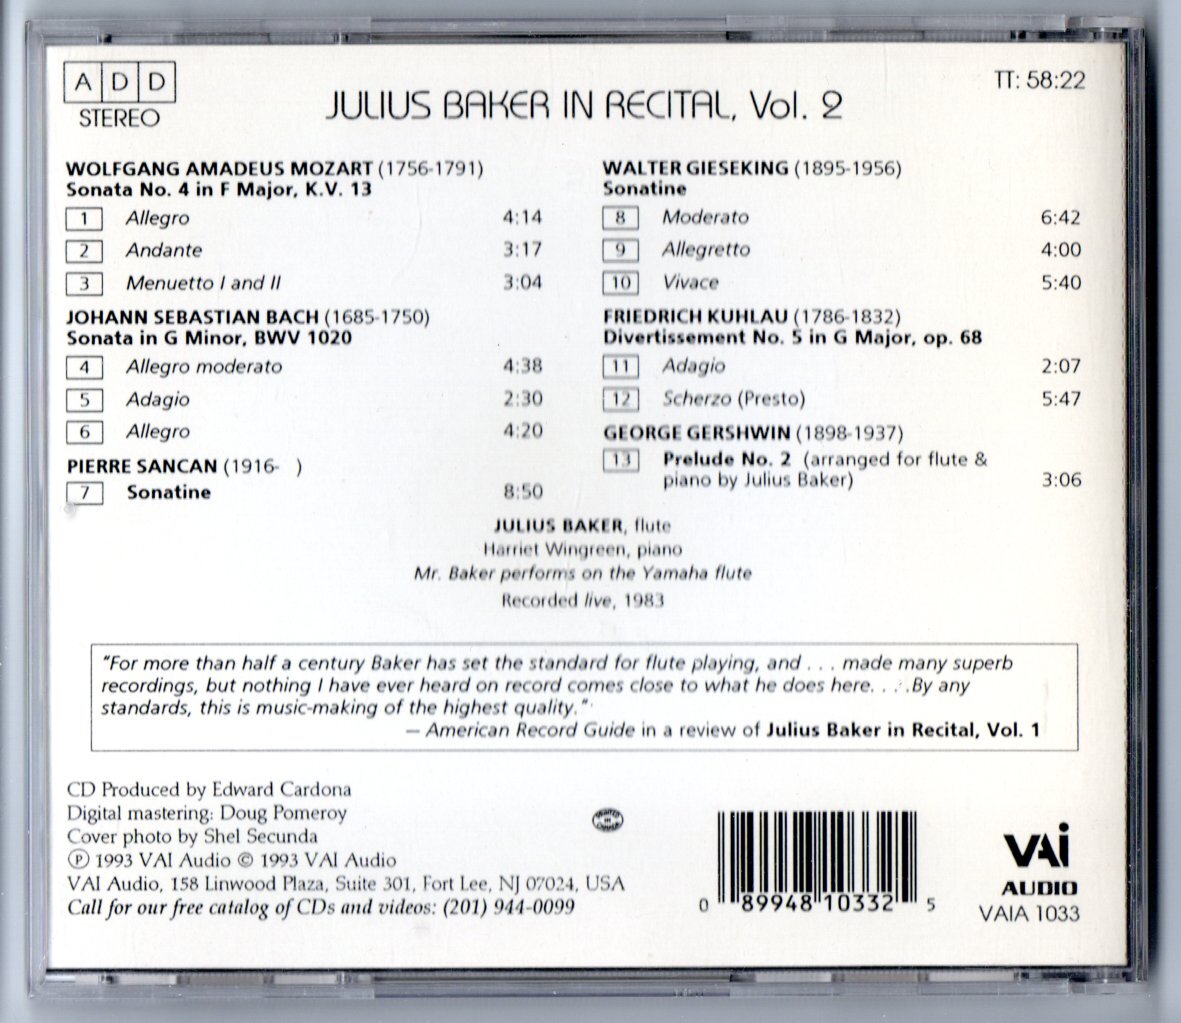 A D D
STEREO
JULIUS BAKER IN RECITAL, Vol. 2
TT: 58:22
WOLFGANG AMADEUS MOZART (1756-1791)
Sonata No. 4 in F Major, K.V. 13
1 Allegro 4:14
2 Andante 3:17
3 Menuetto I and II 3:04
JOHANN SEBASTIAN BACH (1685-1750)
Sonata in G Minor, BWV 1020
4 Allegro moderato 4:38
5 Adagio 2:30
6 Allegro 4:20
PIERRE SANCAN (1916- )
7 Sonatine 8:50
WALTER GIESEKING (1895-1956)
Sonatine
8 Moderato 6:42
9 Allegretto 4:00
10 Vivace 5:40
FRIEDRICH KUHLAU (1786-1832)
Divertissement No. 5 in G Major, op. 68
11 Adagio 2:07
12 Scherzo (Presto) 5:47
GEORGE GERSHWIN (1898-1937)
13 Prelude No. 2 (arranged for flute &
piano by Julius Baker) 3:06
JULIUS BAKER, flute
Harriet Wingreen, piano
Mr. Baker performs on the Yamaha flute
Recorded live, 1983
"For more than half a century Baker has set the standard for flute playing, and . . . made many superb
recordings, but nothing I have ever heard on record comes close to what he does here. . . .By any
standards, this is music-making of the highest quality."
— American Record Guide in a review of Julius Baker in Recital, Vol. 1
CD Produced by Edward Cardona
Digital mastering: Doug Pomeroy
Cover photo by Shel Secunda
℗ 1993 VAI Audio © 1993 VAI Audio
VAI Audio, 158 Linwood Plaza, Suite 301, Fort Lee, NJ 07024, USA
Call for our free catalog of CDs and videos: (201) 944-0099
0 89948 10332 5
VAI
AUDIO
VAIA 1033